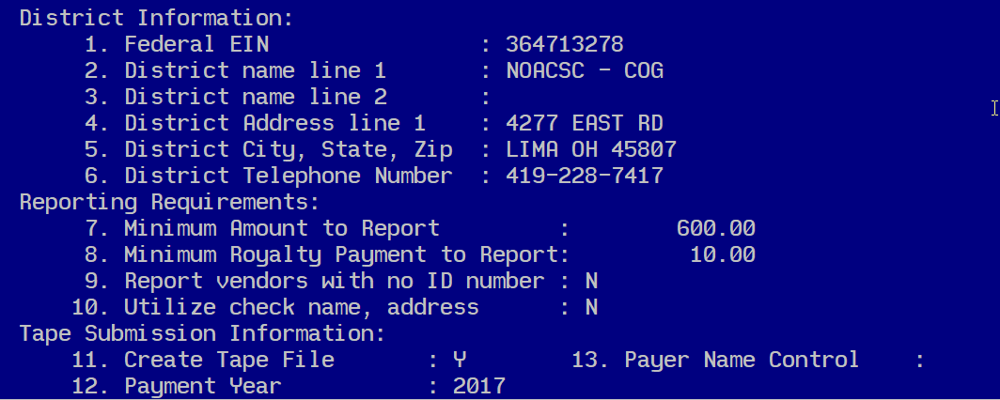 District Information:
1. Federal EIN : 364713278
2. District name line 1 : NOACSC - COG
3. District name line 2 :
4. District Address line 1 : 4277 EAST RD
5. District City, State, Zip : LIMA OH 45807
6. District Telephone Number : 419-228-7417
Reporting Requirements:
7. Minimum Amount to Report : 600.00
8. Minimum Royalty Payment to Report: 10.00
9. Report vendors with no ID number : N
10. Utilize check name, address : N
Tape Submission Information:
11. Create Tape File : Y 13. Payer Name Control :
12. Payment Year : 2017